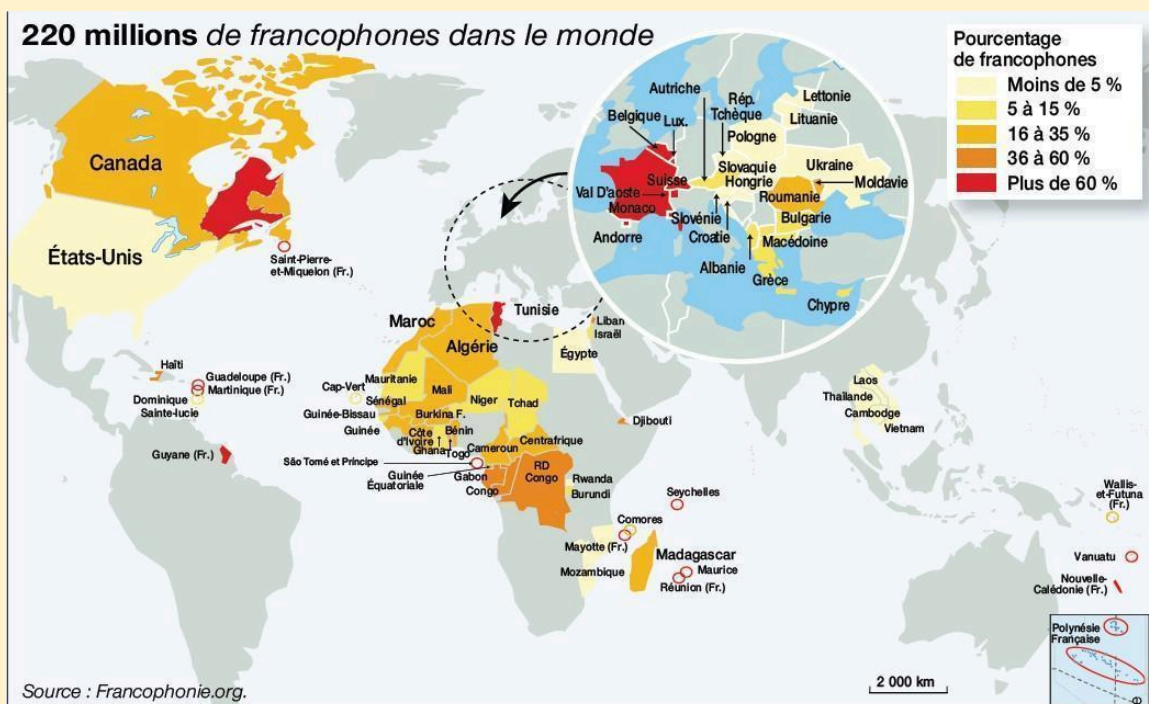 220 millions de francophones dans le monde
Pourcentage
de francophones
Moins de 5 %
5 à 15 %
16 à 35 %
36 à 60 %
Plus de 60 %
Autriche
Rép.
Tchèque
Lettonie
Lituanie
Belgique
Lux.
Pologne
Slovaquie
Hongrie
Ukraine
Moldavie
Suisse
Val D'aoste
Monaco
Roumanie
Slovénie
Bulgarie
Andorre
Croatie
Macédoine
Albanie
Grèce
Chypre
Canada
États-Unis
Saint-Pierre-
et-Miquelon (Fr.)
Tunisie
Maroc
Algérie
Liban
Israël
Égypte
Haïti
Guadeloupe (Fr.)
Martinique (Fr.)
Dominique
Sainte-lucie
Guyane (Fr.)
Mauritanie
Cap-Vert
Sénégal
Mali
Niger
Tchad
Guinée-Bissau
Burkina F.
Guinée
Côte
d'Ivoire
Bénin
Ghana
Togo
Cameroun
Centrafrique
Djibouti
São Tomé et Príncipe
Guinée
Équatoriale
Gabon
Congo
RD
Congo
Rwanda
Burundi
Laos
Thaïlande
Cambodge
Vietnam
Seychelles
Comores
Mayotte (Fr.)
Madagascar
Mozambique
Maurice
Réunion (Fr.)
Wallis-
et-Futuna
(Fr.)
Vanuatu
Nouvelle-
Calédonie (Fr.)
Polynésie
Française
2 000 km
Source : Francophonie.org.